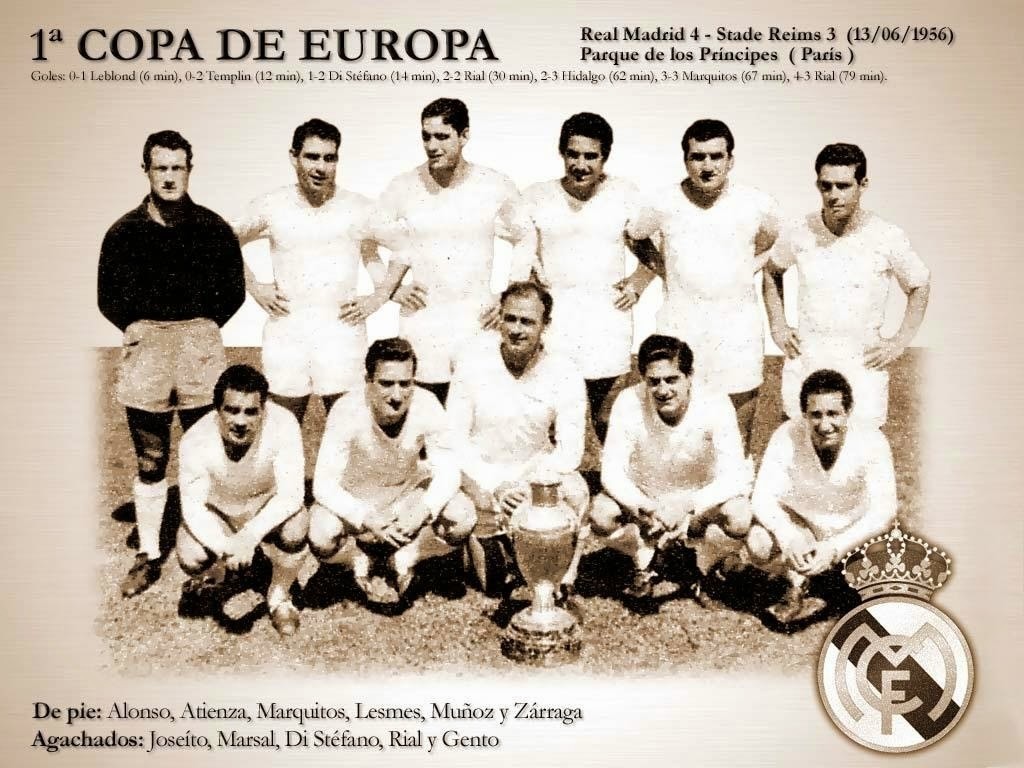 1ª COPA DE EUROPA
Real Madrid 4 - Stade Reims 3 (13/06/1956)
Parque de los Príncipes ( París )
Goles: 0-1 Leblond (6 min), 0-2 Templin (12 min), 1-2 Di Stéfano (14 min), 2-2 Rial (30 min), 2-3 Hidalgo (62 min), 3-3 Marquitos (67 min), 4-3 Rial (79 min).
De pie: Alonso, Atienza, Marquitos, Lesmes, Muñoz y Zárraga
Agachados: Joseíto, Marsal, Di Stéfano, Rial y Gento